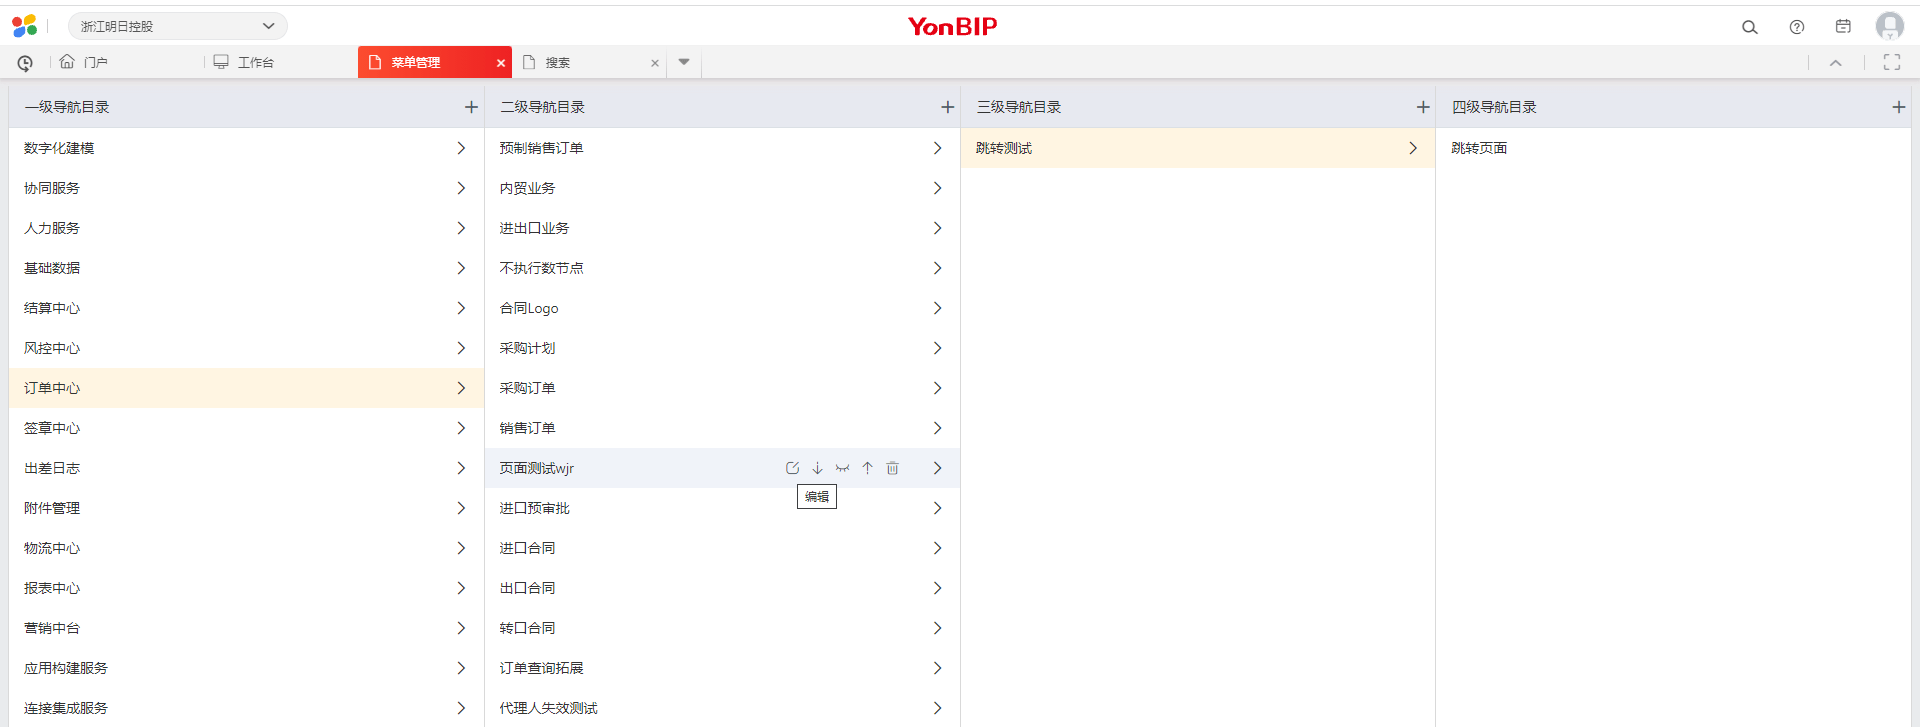 浙江明日控股
YonBIP
门户
工作台
菜单管理
搜索
一级导航目录
数字化建模
协同服务
人力服务
基础数据
结算中心
风控中心
订单中心
签章中心
出差日志
附件管理
物流中心
报表中心
营销中台
应用构建服务
连接集成服务
二级导航目录
预制销售订单
内贸业务
进出口业务
不执行数节点
合同Logo
采购计划
采购订单
销售订单
页面测试wjr
编辑
进口预审批
进口合同
出口合同
转口合同
订单查询拓展
代理人失效测试
三级导航目录
跳转测试
四级导航目录
跳转页面